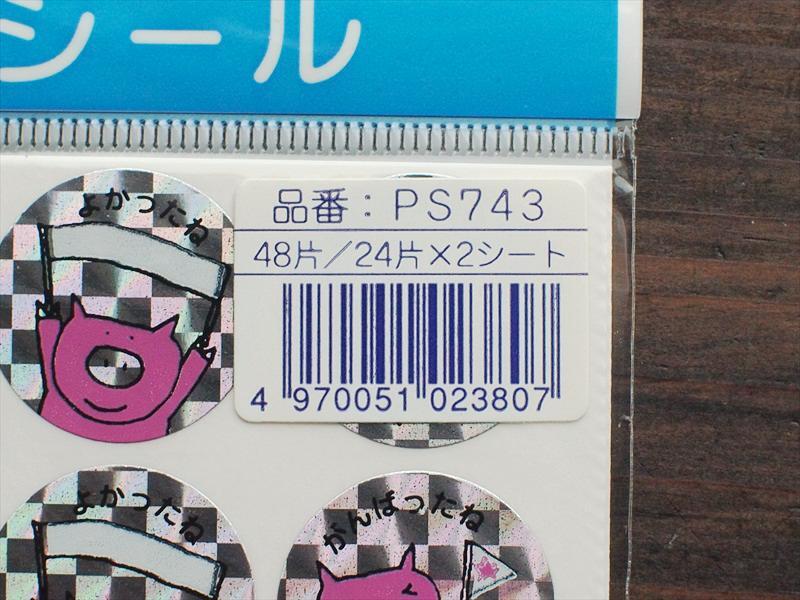 シール
よかったね
品番：PS743
48片／24片×2シート
4 970051 023807
よかったね
がんばったね